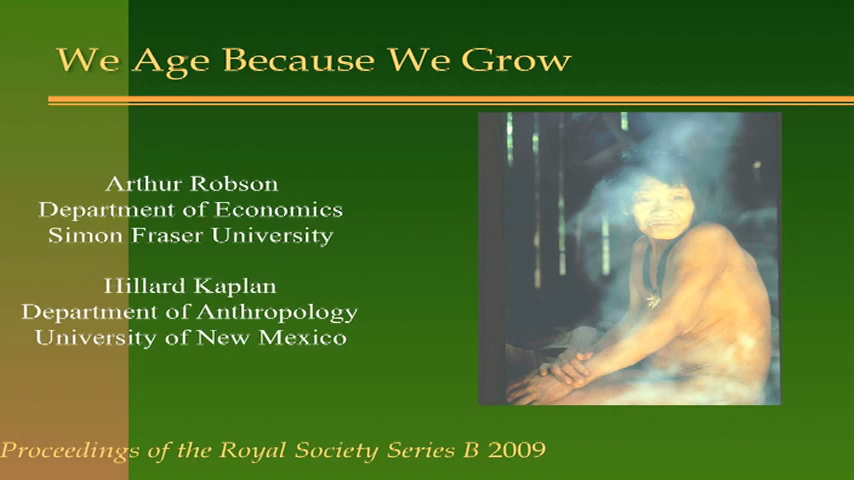 We Age Because We Grow
Arthur Robson
Department of Economics
Simon Fraser University
Hillard Kaplan
Department of Anthropology
University of New Mexico
Proceedings of the Royal Society Series B 2009